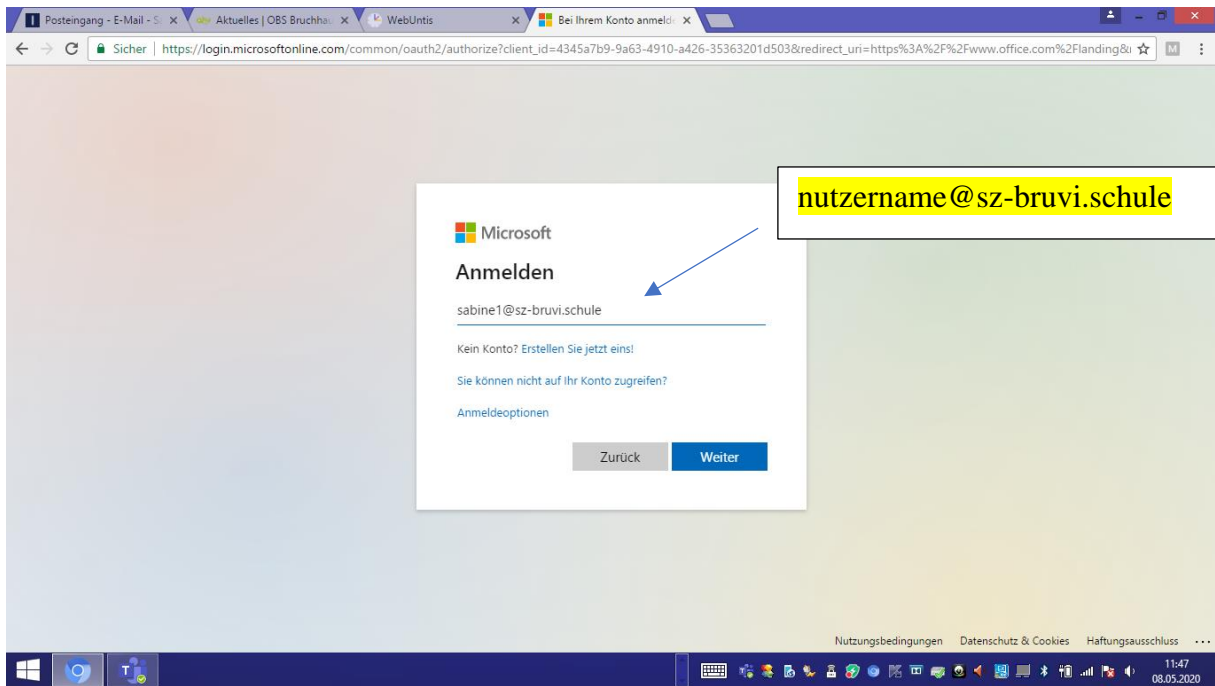 Posteingang - E-Mail - S
Aktuelles | OBS Bruchhau
WebUntis
Bei Ihrem Konto anmelde
Sicher | https://login.microsoftonline.com/common/oauth2/authorize?client_id=4345a7b9-9a63-4910-a426-35363201d503&redirect_uri=https%3A%2F%2Fwww.office.com%2Flanding&
M
nutzername@sz-bruvi.schule
Microsoft
Anmelden
sabine1@sz-bruvi.schule
Kein Konto? Erstellen Sie jetzt eins!
Sie können nicht auf Ihr Konto zugreifen?
Anmeldeoptionen
Zurück Weiter
Nutzungsbedingungen Datenschutz & Cookies Haftungsausschluss ...
11:47
08.05.2020